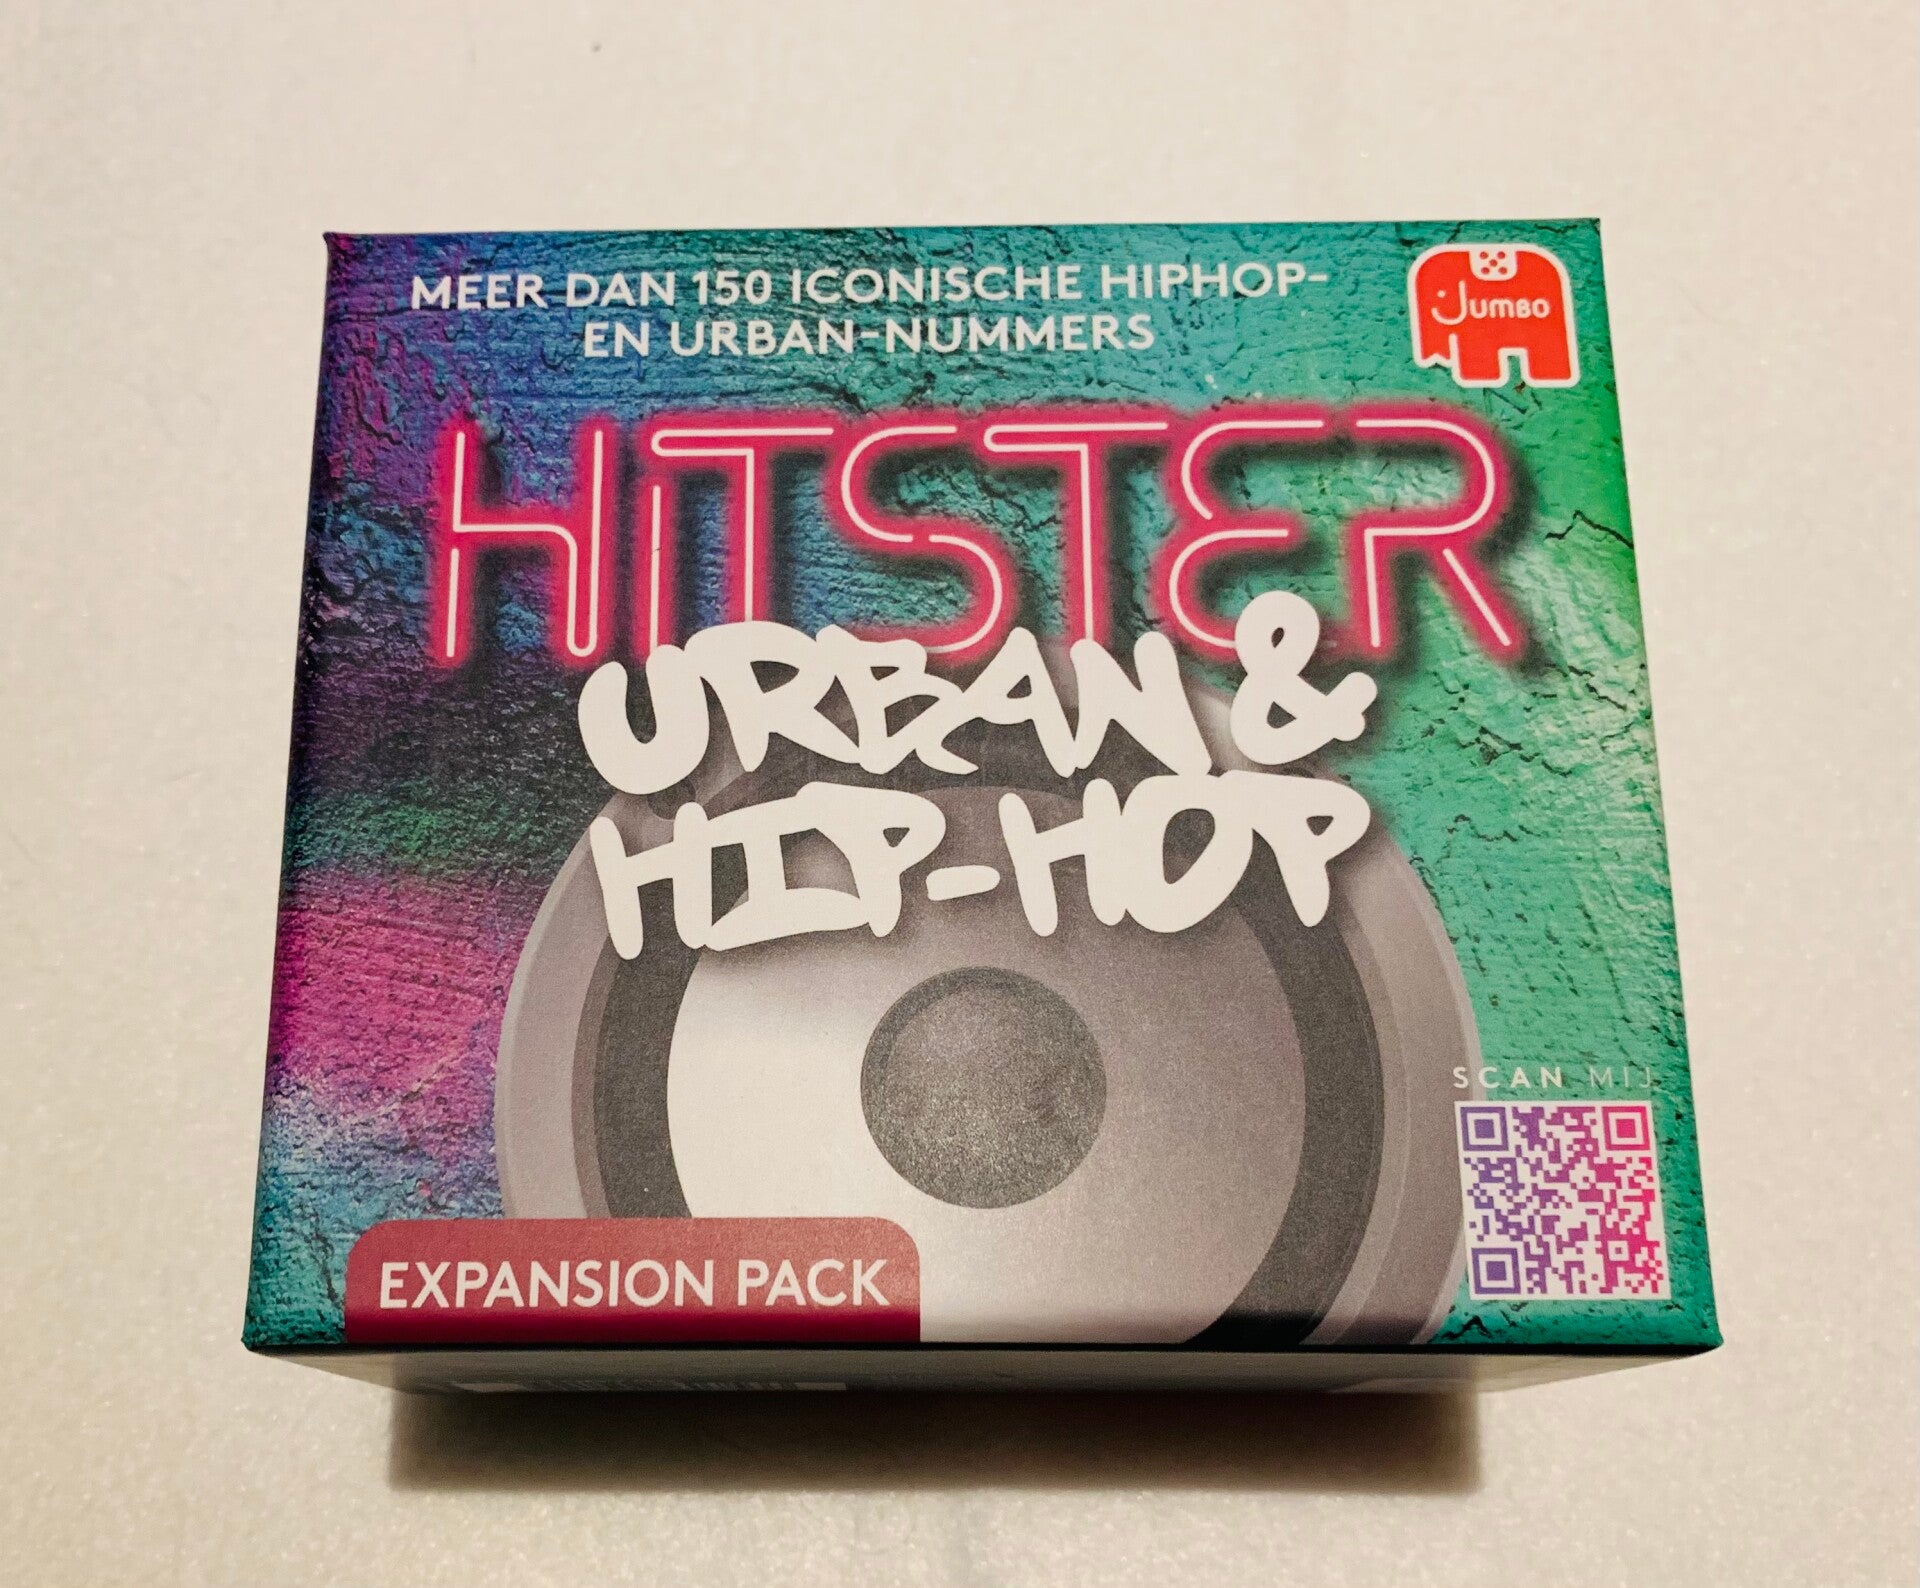 MEER DAN 150 ICONISCHE HIPHOP-
EN URBAN-NUMMERS
JUMBO
HITSTER
URBAN &
HIP-HOP
SCAN MIJ
EXPANSION PACK